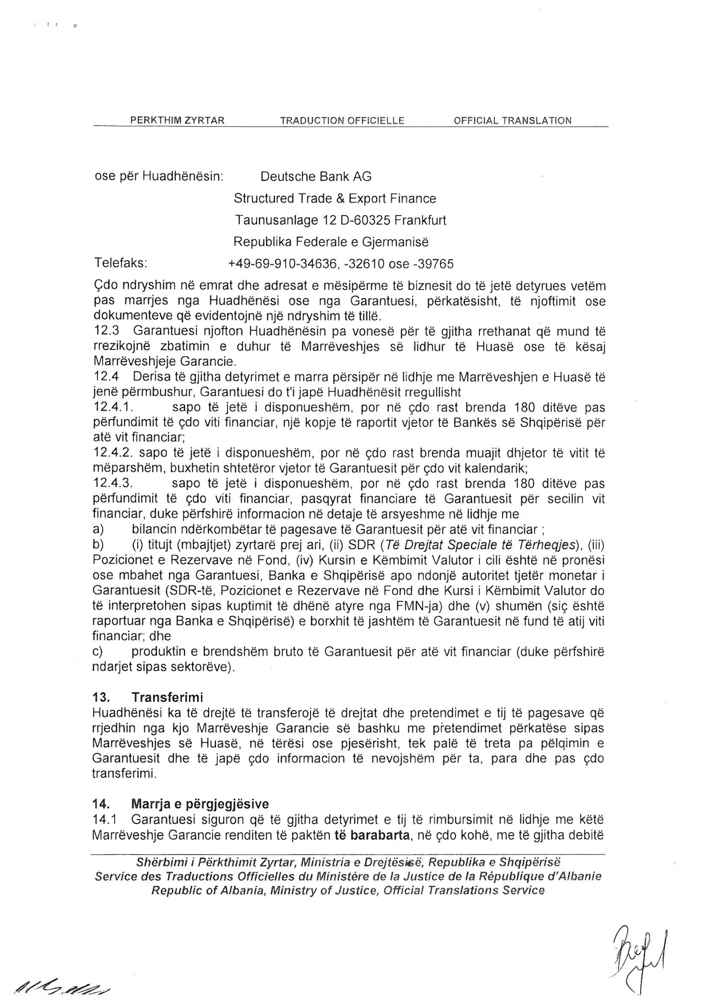 PERKTHIM ZYRTAR TRADUCTION OFFICIELLE OFFICIAL TRANSLATION
ose për Huadhënësin: Deutsche Bank AG
Structured Trade & Export Finance
Taunusanlage 12 D-60325 Frankfurt
Republika Federale e Gjermanisë
Telefaks: +49-69-910-34636, -32610 ose -39765
Çdo ndryshim në emrat dhe adresat e mësipërme të biznesit do të jetë detyrues vetëm
pas marrjes nga Huadhënësi ose nga Garantuesi, përkatësisht, të njoftimit ose
dokumenteve që evidentojnë një ndryshim të tillë.
12.3 Garantuesi njofton Huadhënësin pa vonesë për të gjitha rrethanat që mund të
rrezikojnë zbatimin e duhur të Marrëveshjes së lidhur të Huasë ose të kësaj
Marrëveshjeje Garancie.
12.4 Derisa të gjitha detyrimet e marra përsipër në lidhje me Marrëveshjen e Huasë të
jenë përmbushur, Garantuesi do t'i japë Huadhënësit rregullisht
12.4.1. sapo të jetë i disponueshëm, por në çdo rast brenda 180 ditëve pas
përfundimit të çdo viti financiar, një kopje të raportit vjetor të Bankës së Shqipërisë për
atë vit financiar;
12.4.2. sapo të jetë i disponueshëm, por në çdo rast brenda muajit dhjetor të vitit të
mëparshëm, buxhetin shtetëror vjetor të Garantuesit për çdo vit kalendarik;
12.4.3. sapo të jetë i disponueshëm, por në çdo rast brenda 180 ditëve pas
përfundimit të çdo viti financiar, pasqyrat financiare të Garantuesit për secilin vit
financiar, duke përfshirë informacion në detaje të arsyeshme në lidhje me
a) bilancin ndërkombëtar të pagesave të Garantuesit për atë vit financiar ;
b) (i) titujt (mbajtjet) zyrtarë prej ari, (ii) SDR (Të Drejtat Speciale të Tërheqjes), (iii)
Pozicionet e Rezervave në Fond, (iv) Kursin e Këmbimit Valutor i cili është në pronësi
ose mbahet nga Garantuesi, Banka e Shqipërisë apo ndonjë autoritet tjetër monetar i
Garantuesit (SDR-të, Pozicionet e Rezervave në Fond dhe Kursi i Këmbimit Valutor do
të interpretohen sipas kuptimit të dhënë atyre nga FMN-ja) dhe (v) shumën (siç është
raportuar nga Banka e Shqipërisë) e borxhit të jashtëm të Garantuesit në fund të atij viti
financiar; dhe
c) produktin e brendshëm bruto të Garantuesit për atë vit financiar (duke përfshirë
ndarjet sipas sektorëve).
13. Transferimi
Huadhënësi ka të drejtë të transferojë të drejtat dhe pretendimet e tij të pagesave që
rrjedhin nga kjo Marrëveshje Garancie së bashku me pretendimet përkatëse sipas
Marrëveshjes së Huasë, në tërësi ose pjesërisht, tek palë të treta pa pëlqimin e
Garantuesit dhe të japë çdo informacion të nevojshëm për ta, para dhe pas çdo
transferimi.
14. Marrja e përgjegjësive
14.1 Garantuesi siguron që të gjitha detyrimet e tij të rimbursimit në lidhje me këtë
Marrëveshje Garancie renditen të paktën të barabarta, në çdo kohë, me të gjitha debitë
Shërbimi i Përkthimit Zyrtar, Ministria e Drejtësisë, Republika e Shqipërisë
Service des Traductions Officielles du Ministére de la Justice de la République d'Albanie
Republic of Albania, Ministry of Justice, Official Translations Service